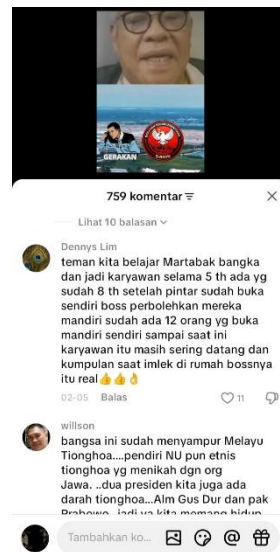 GERAKAN
759 komentar
Lihat 10 balasan
Dennys Lim
teman kita belajar Martabak bangka
dan jadi karyawan selama 5 th ada yg
sudah 8 th setelah pintar sudah buka
sendiri boss perbolehkan mereka
mandiri sudah ada 12 orang yg buka
mandiri sendiri sampai saat ini
karyawan itu masih sering datang dan
kumpulan saat imlek di rumah bossnya
itu real👍👍👌
02-05 Balas 11
willson
bangsa ini sudah menyampur Melayu
Tionghoa....pendiri NU pun etnis
tionghoa yg menikah dgn org
Jawa. ..dua presiden kita juga ada
darah tionghoa...Alm Gus Dur dan pak
Prabowo...jadi ya kita memang hidup
Tambahkan ko...